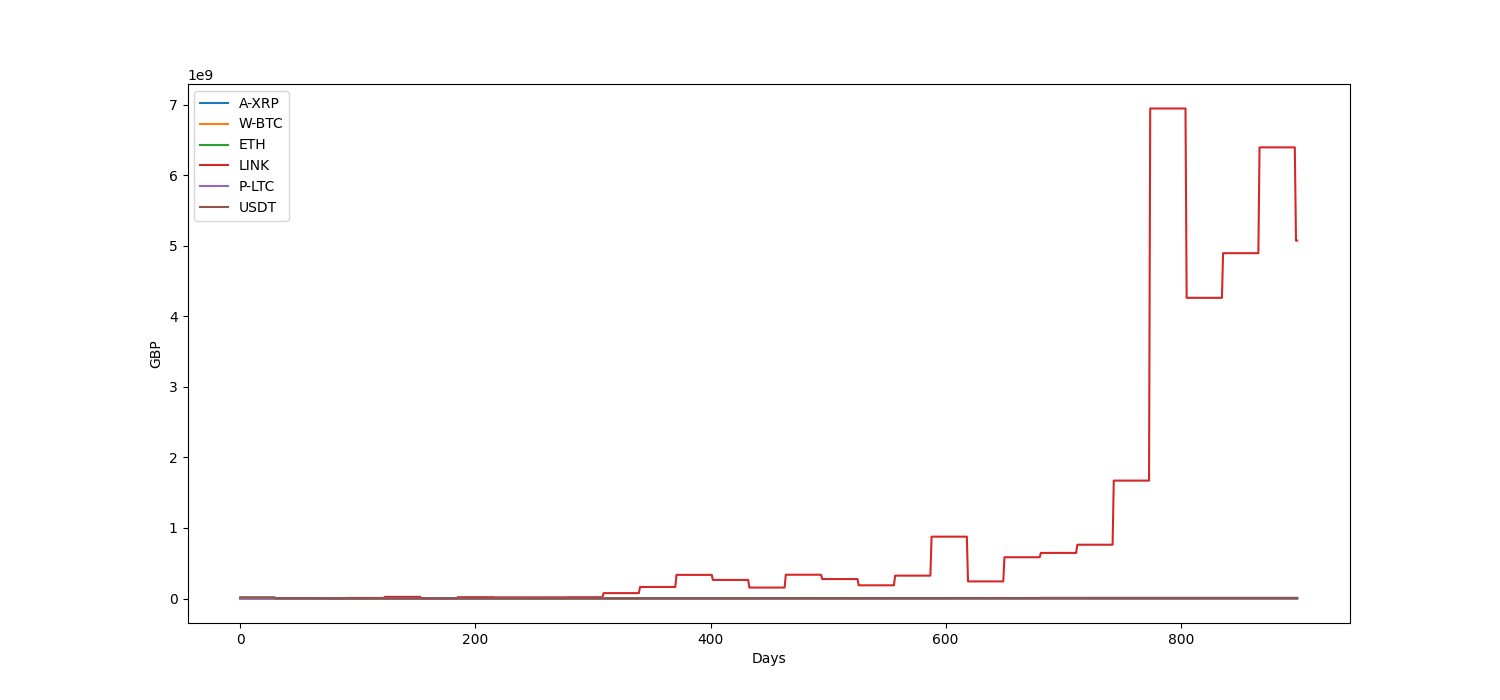 1e9
7
6
5
4
3
2
1
0
GBP
A-XRP
W-BTC
ETH
LINK
P-LTC
USDT
0 200 400 600 800
Days